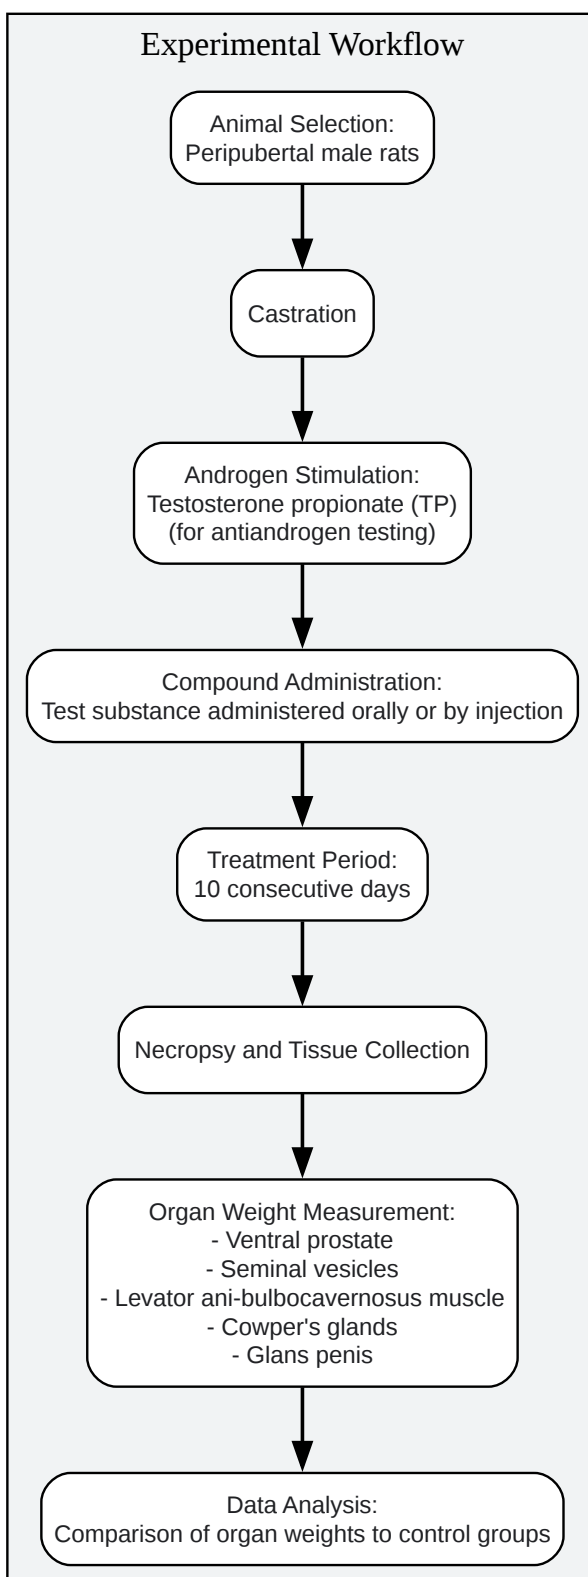 Experimental Workflow
Animal Selection:
Peripubertal male rats
Castration
Androgen Stimulation:
Testosterone propionate (TP)
(for antiandrogen testing)
Compound Administration:
Test substance administered orally or by injection
Treatment Period:
10 consecutive days
Necropsy and Tissue Collection
Organ Weight Measurement:
- Ventral prostate
- Seminal vesicles
- Levator ani-bulbocavernosus muscle
- Cowper's glands
- Glans penis
Data Analysis:
Comparison of organ weights to control groups